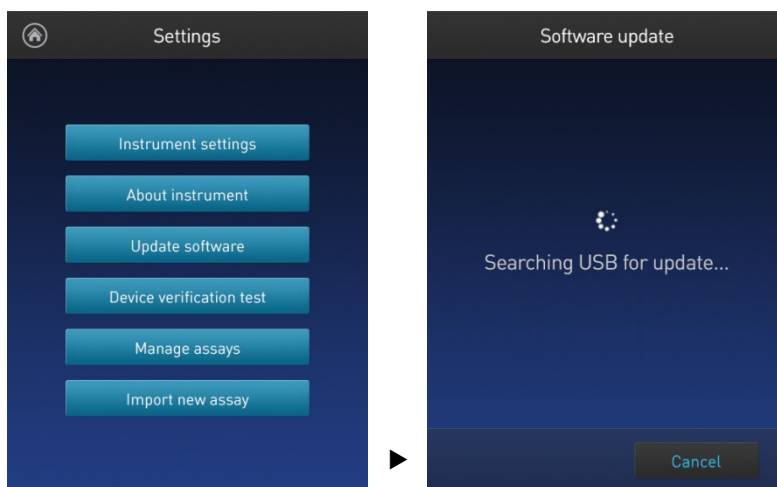 Settings
Instrument settings
About instrument
Update software
Device verification test
Manage assays
Import new assay
Software update
Searching USB for update...
Cancel